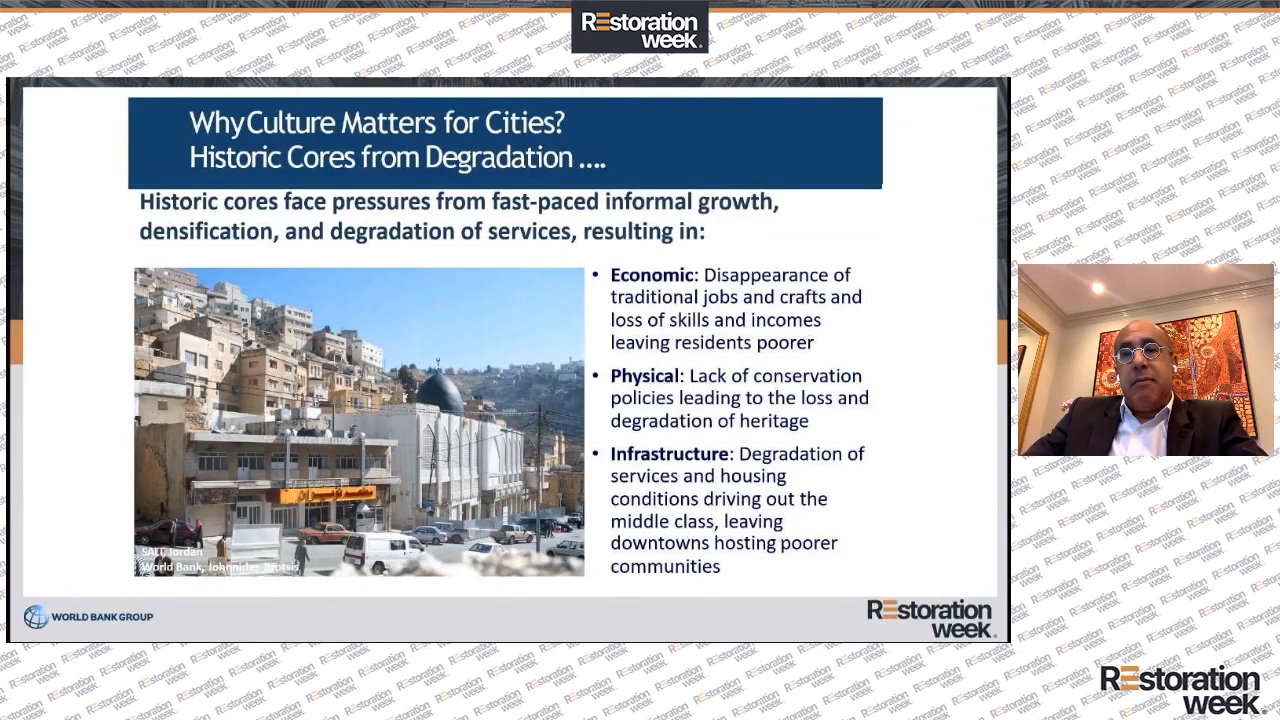 REstoration
week.
Why Culture Matters for Cities?
Historic Cores from Degradation ....
Historic cores face pressures from fast-paced informal growth,
densification, and degradation of services, resulting in:
• Economic: Disappearance of
traditional jobs and crafts and
loss of skills and incomes
leaving residents poorer
• Physical: Lack of conservation
policies leading to the loss and
degradation of heritage
• Infrastructure: Degradation of
services and housing
conditions driving out the
middle class, leaving
downtowns hosting poorer
communities
Jordan
World Bank,
WORLD BANK GROUP
REstoration
week.
REstoration
week.